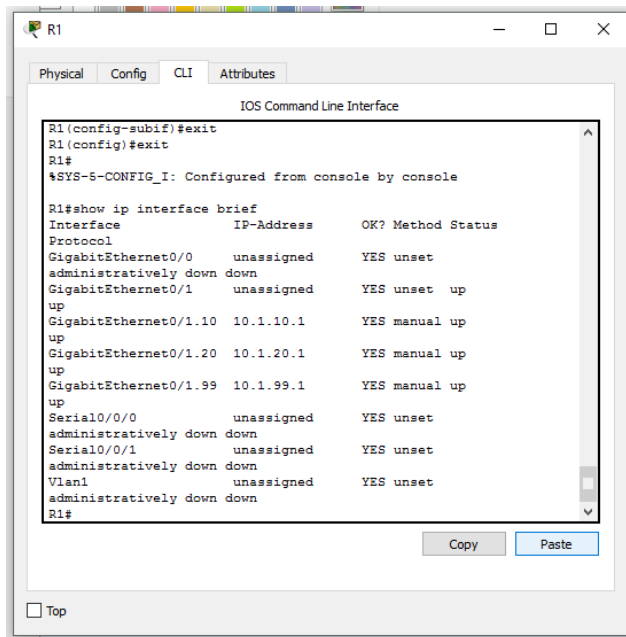 R1
Physical Config CLI Attributes
IOS Command Line Interface
R1(config-subif)#exit
R1(config)#exit
R1#
%SYS-5-CONFIG_I: Configured from console by console
R1#show ip interface brief
Interface IP-Address OK? Method Status
Protocol
GigabitEthernet0/0 unassigned YES unset
administratively down down
GigabitEthernet0/1 unassigned YES unset up
up
GigabitEthernet0/1.10 10.1.10.1 YES manual up
up
GigabitEthernet0/1.20 10.1.20.1 YES manual up
up
GigabitEthernet0/1.99 10.1.99.1 YES manual up
up
Serial0/0/0 unassigned YES unset
administratively down down
Serial0/0/1 unassigned YES unset
administratively down down
Vlan1 unassigned YES unset
administratively down down
R1#
Copy Paste
Top